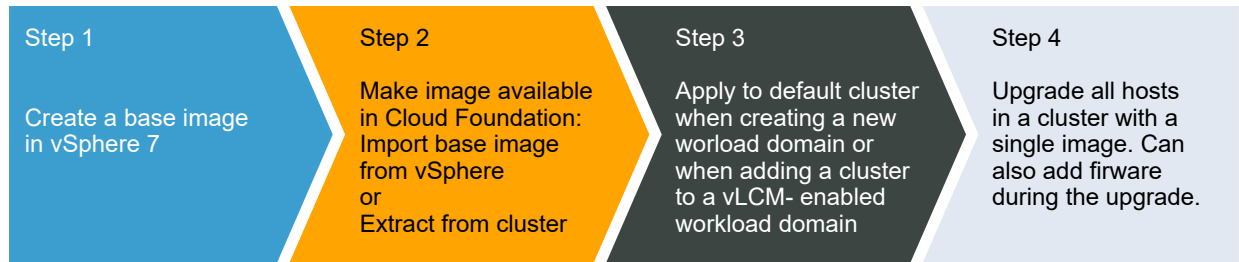 Step 1
Create a base image
in vSphere 7
Step 2
Make image available
in Cloud Foundation:
Import base image
from vSphere
or
Extract from cluster
Step 3
Apply to default cluster
when creating a new
worload domain or
when adding a cluster
to a vLCM- enabled
workload domain
Step 4
Upgrade all hosts
in a cluster with a
single image. Can
also add firware
during the upgrade.